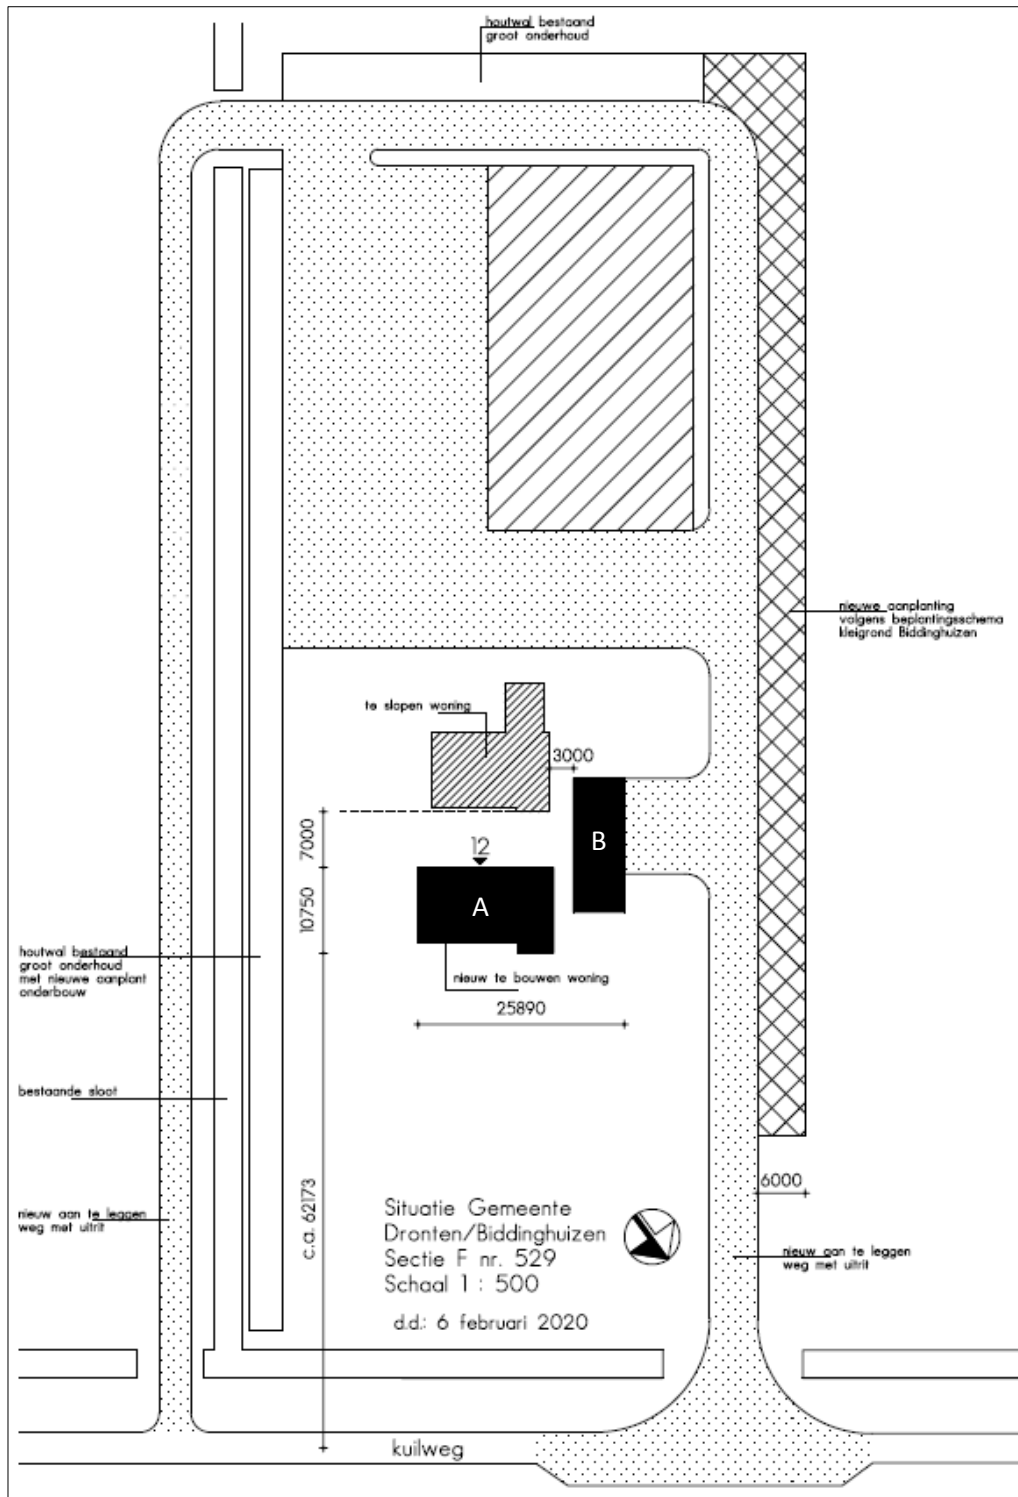 houtwal bestaand
groot onderhoud
nieuwe aanplanting
volgens beplantingsschema
kleigrond Biddinghuizen
te slopen woning
3000
7000
12
B
10750
A
houtwal bestaand
groot onderhoud
met nieuwe aanplant
onderbouw
nieuw te bouwen woning
25890
bestaande sloot
6000
c.a. 62173
nieuw aan te leggen
weg met uitrit
Situatie Gemeente
Dronten/Biddinghuizen
Sectie F nr. 529
Schaal 1 : 500
d.d.: 6 februari 2020
nieuw aan te leggen
weg met uitrit
kuilweg